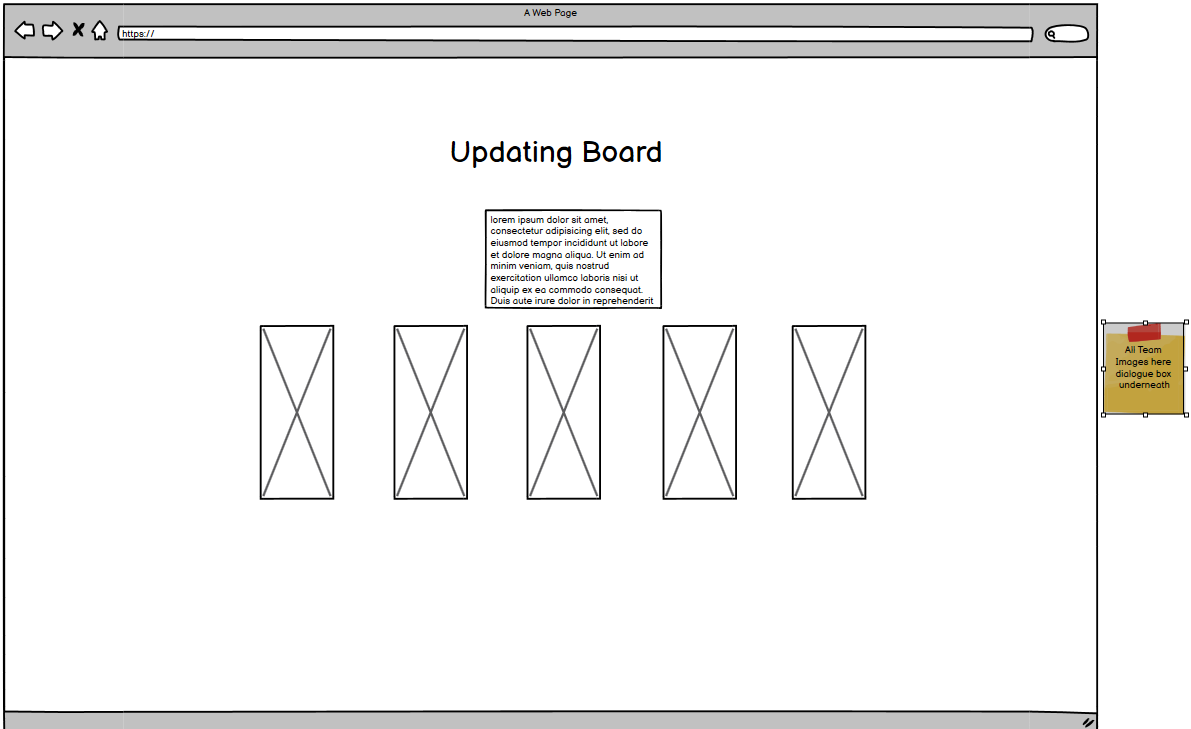 A Web Page
https://
Updating Board
lorem ipsum dolor sit amet,
consectetur adipisicing elit, sed do
eiusmod tempor incididunt ut labore
et dolore magna aliqua. Ut enim ad
minim veniam, quis nostrud
exercitation ullamco laboris nisi ut
aliquip ex ea commodo consequat.
Duis aute irure dolor in reprehenderit
All Team
Images here
dialogue box
underneath